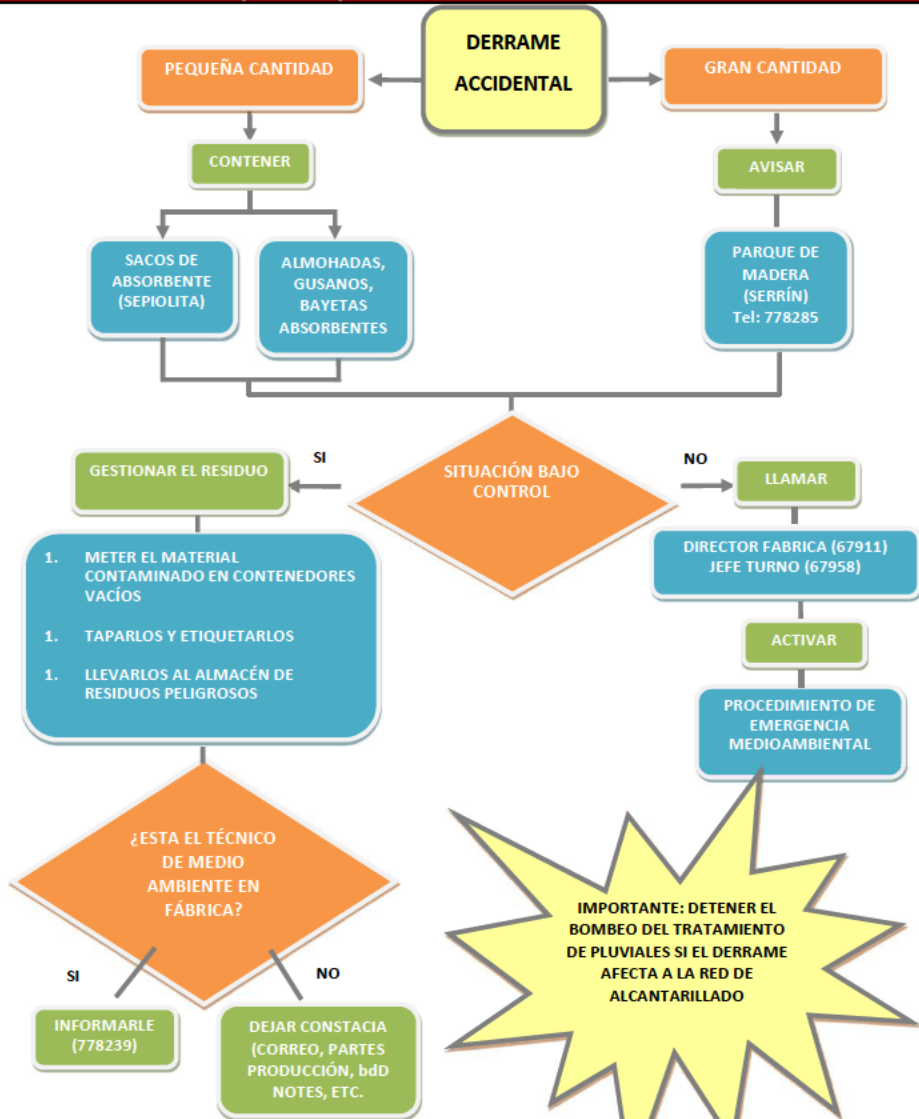 DERRAME
ACCIDENTAL
PEQUEÑA CANTIDAD
GRAN CANTIDAD
CONTENER
AVISAR
SACOS DE
ABSORBENTE
(SEPIOLITA)
ALMOHADAS,
GUSANOS,
BAYETAS
ABSORBENTES
PARQUE DE
MADERA
(SERRÍN)
Tel: 778285
SITUACIÓN BAJO
CONTROL
SI
NO
GESTIONAR EL RESIDUO
1. METER EL MATERIAL
CONTAMINADO EN CONTENEDORES
VACÍOS
1. TAPARLOS Y ETIQUETARLOS
1. LLEVARLOS AL ALMACÉN DE
RESIDUOS PELIGROSOS
LLAMAR
DIRECTOR FABRICA (67911)
JEFE TURNO (67958)
ACTIVAR
PROCEDIMIENTO DE
EMERGENCIA
MEDIOAMBIENTAL
¿ESTA EL TÉCNICO
DE MEDIO
AMBIENTE EN
FÁBRICA?
SI
NO
INFORMARLE
(778239)
DEJAR CONSTACIA
(CORREO, PARTES
PRODUCCIÓN, bdD
NOTES, ETC.
IMPORTANTE: DETENER EL
BOMBEO DEL TRATAMIENTO
DE PLUVIALES SI EL DERRAME
AFECTA A LA RED DE
ALCANTARILLADO